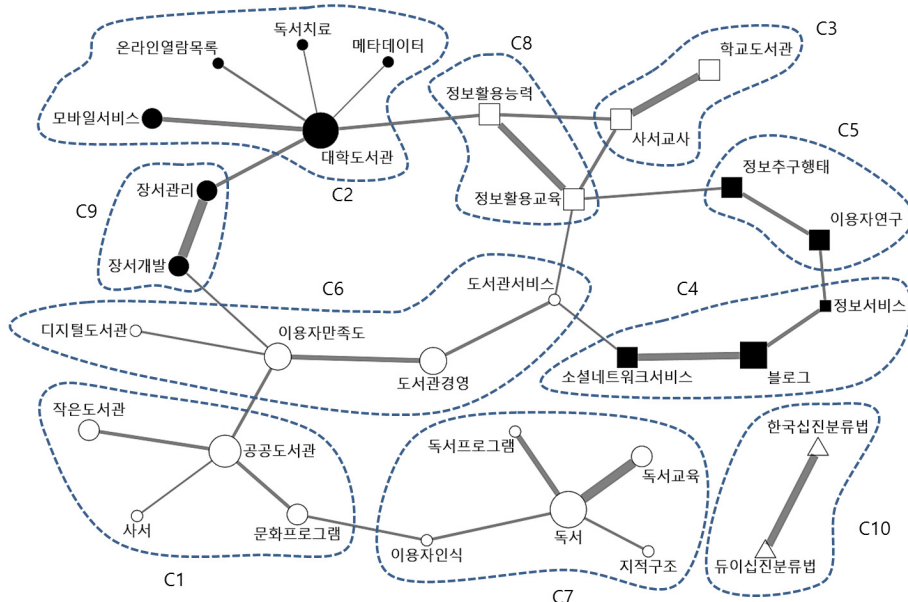 독서치료
C8
C3
온라인열람목록
메타데이터
학교도서관
정보활용능력
모바일서비스
사서교사
C5
대학도서관
정보추구행태
장서관리
C2
정보활용교육
C9
이용자연구
장서개발
도서관서비스
C6
C4
정보서비스
디지털도서관
이용자만족도
도서관경영
소셜네트워크서비스
블로그
작은도서관
한국십진분류법
독서프로그램
공공도서관
독서교육
사서
문화프로그램
C10
이용자인식
독서
지적구조
듀이십진분류법
C1
C7